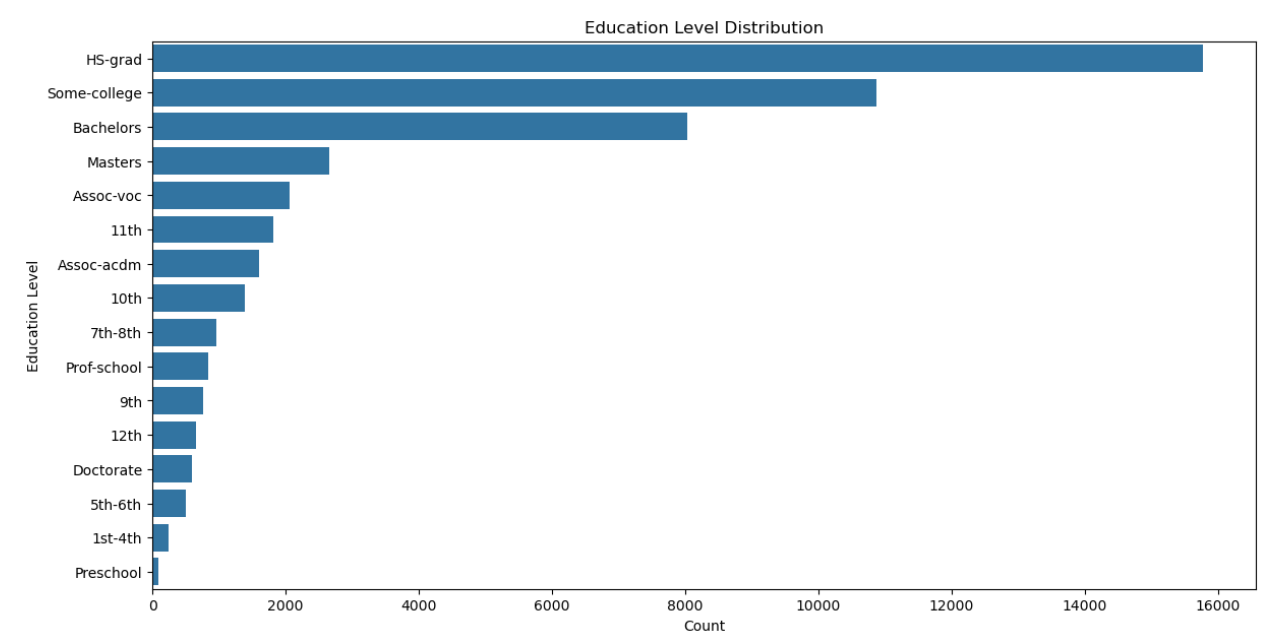 Education Level Distribution
HS-grad
Some-college
Bachelors
Masters
Assoc-voc
11th
Assoc-acdm
10th
7th-8th
Prof-school
9th
12th
Doctorate
5th-6th
1st-4th
Preschool
Education Level
0 2000 4000 6000 8000 10000 12000 14000 16000
Count